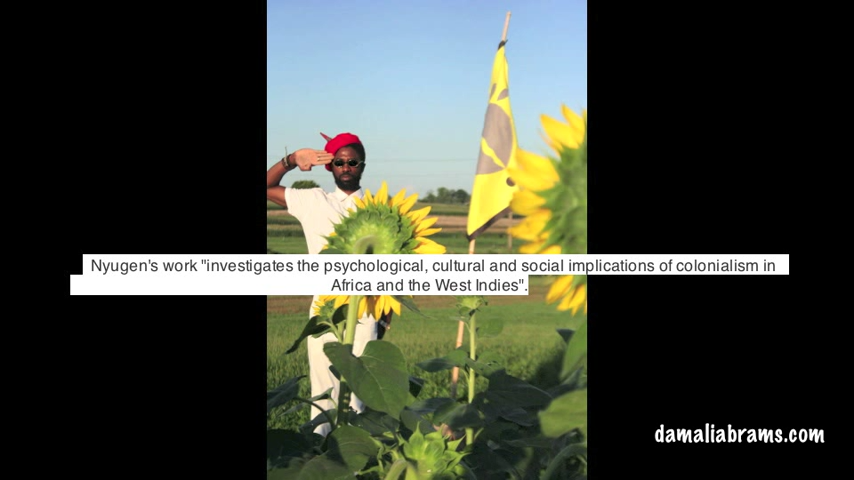 Nyugen's work "investigates the psychological, cultural and social implications of colonialism in
Africa and the West Indies".
damaliabrams.com